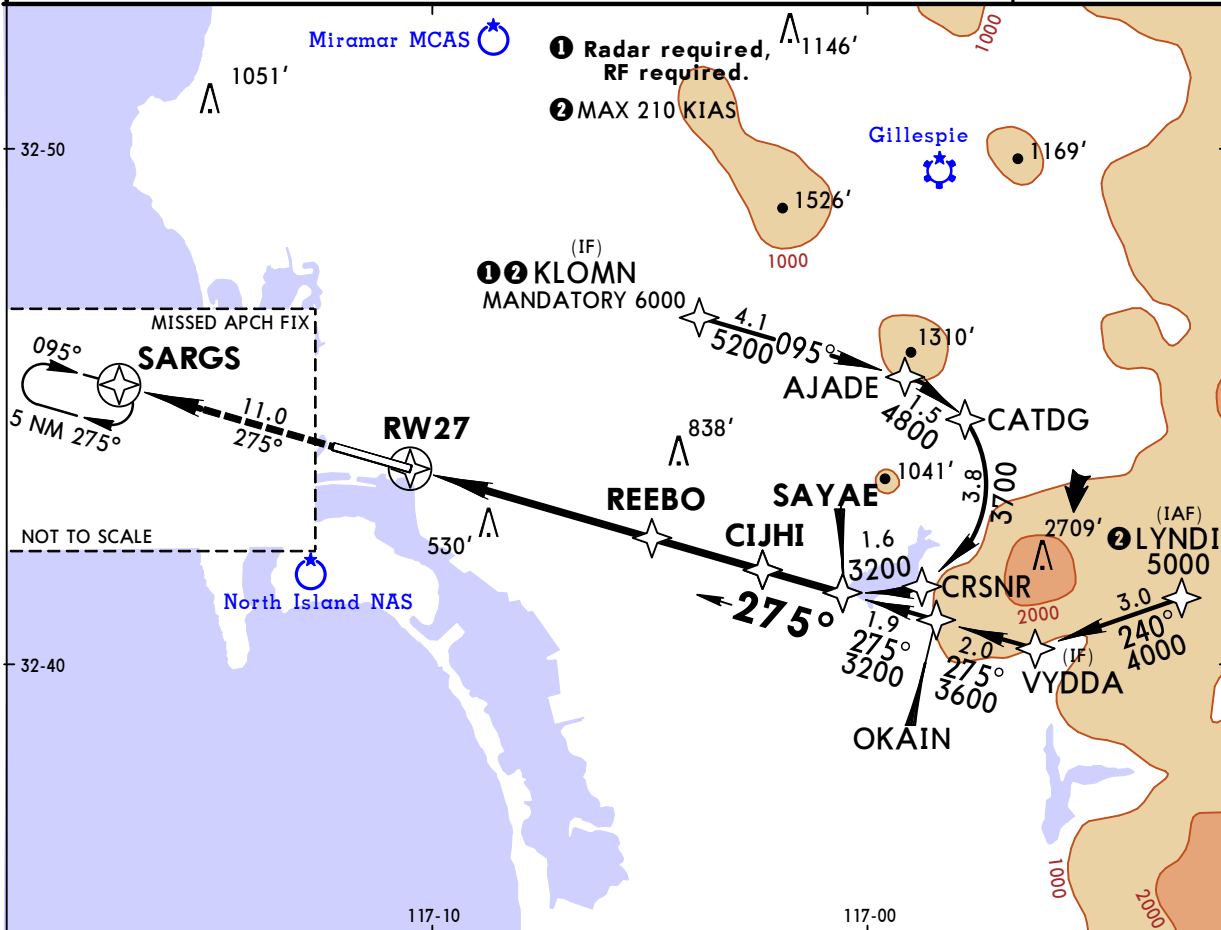 Miramar MCAS
❶ Radar required,
RF required.
1146'
1000
1051'
❷ MAX 210 KIAS
32-50
Gillespie
1169'
1526'
1000
(IF)
❶❷ KLOMN
MANDATORY 6000
4.1
5200
095°
1310'
AJADE
1.5
4800
CATDG
MISSED APCH FIX
095°
SARGS
5 NM 275°
11.0
275°
RW27
838'
1041'
3.8
3700
REEBO
SAYAE
CIJHI
530'
1.6
3200
2709'
(IAF)
❷ LYNDI
5000
NOT TO SCALE
North Island NAS
CRSNR
2000
3.0
240°
4000
275°
1.9
275°
3200
2.0
275°
3600
(IF)
VYDDA
32-40
OKAIN
1000
2000
117-10
117-00